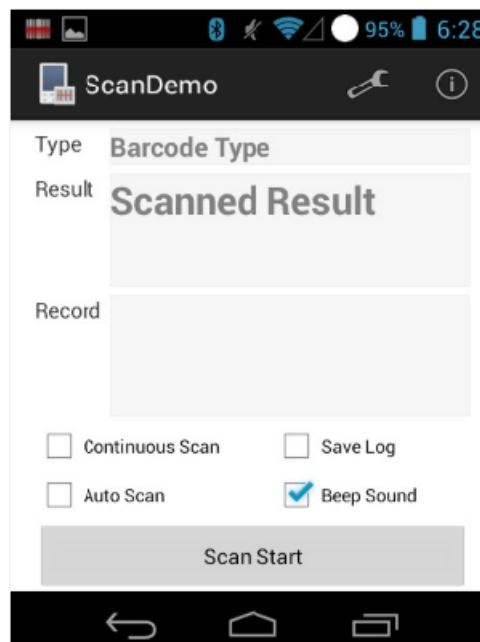 95% 6:28
ScanDemo
Type Barcode Type
Result Scanned Result
Record
Continuous Scan Save Log
Auto Scan Beep Sound
Scan Start